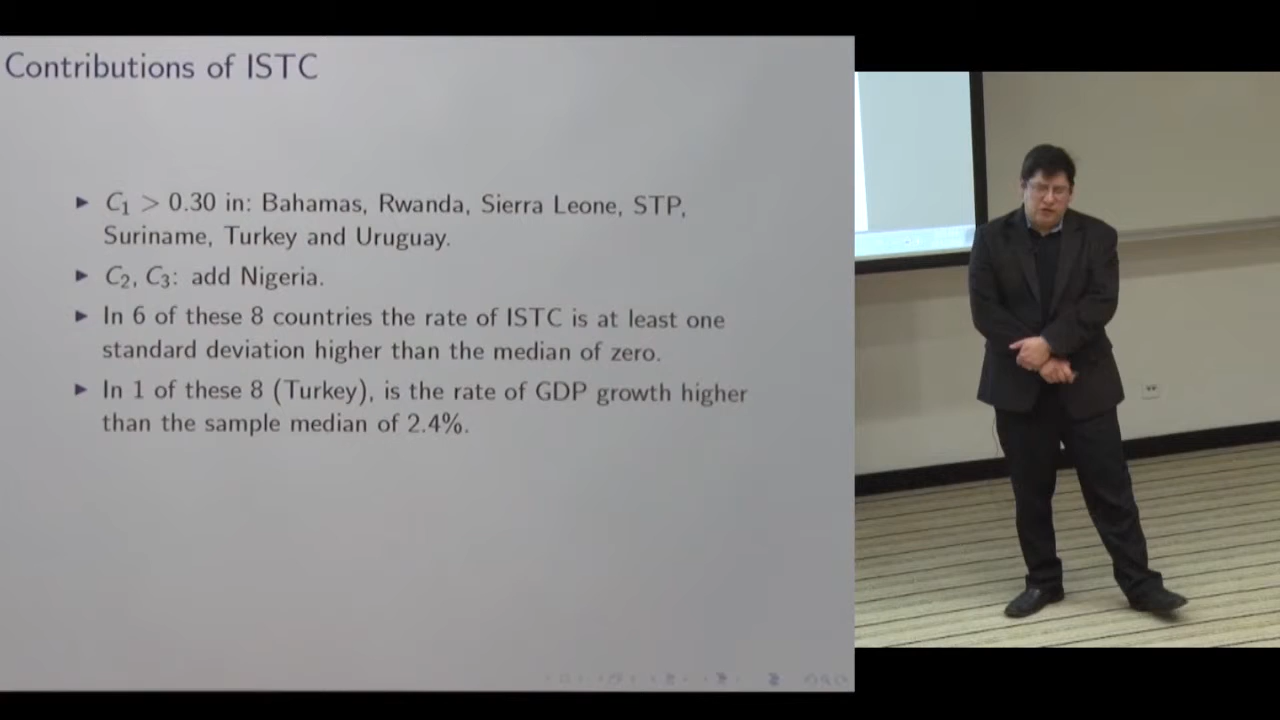 Contributions of ISTC
▶ C₁ > 0.30 in: Bahamas, Rwanda, Sierra Leone, STP,
Suriname, Turkey and Uruguay.
▶ C₂, C₃: add Nigeria.
▶ In 6 of these 8 countries the rate of ISTC is at least one
standard deviation higher than the median of zero.
▶ In 1 of these 8 (Turkey), is the rate of GDP growth higher
than the sample median of 2.4%.